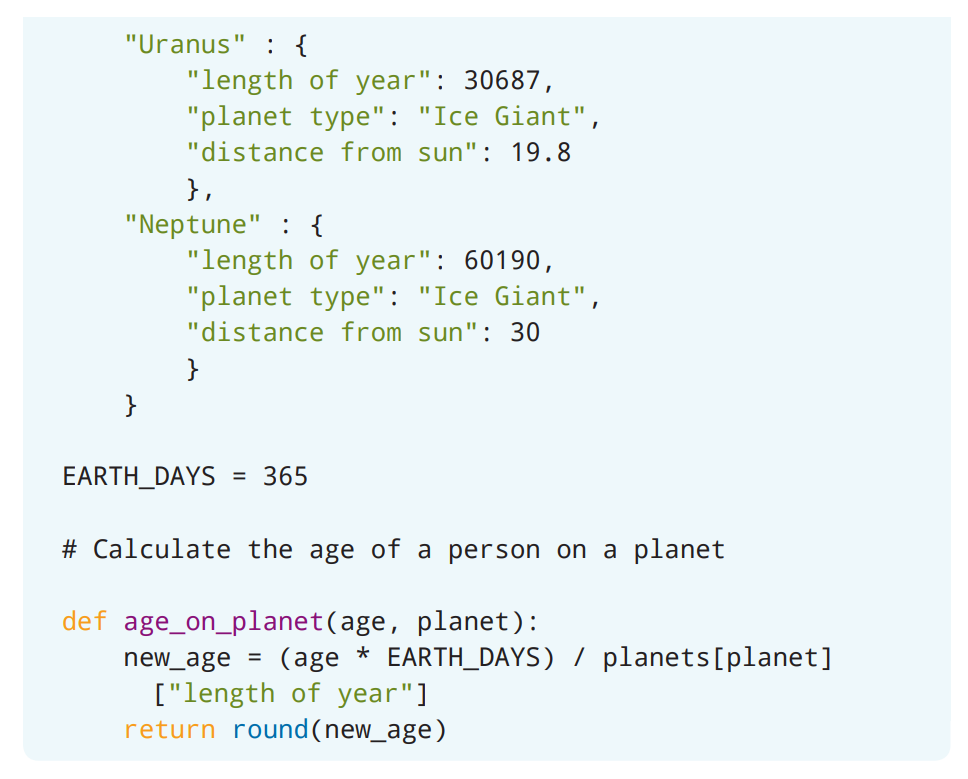 "Uranus" : {
"length of year": 30687,
"planet type": "Ice Giant",
"distance from sun": 19.8
},
"Neptune" : {
"length of year": 60190,
"planet type": "Ice Giant",
"distance from sun": 30
}
}
EARTH_DAYS = 365
# Calculate the age of a person on a planet
def age_on_planet(age, planet):
new_age = (age * EARTH_DAYS) / planets[planet]
["length of year"]
return round(new_age)